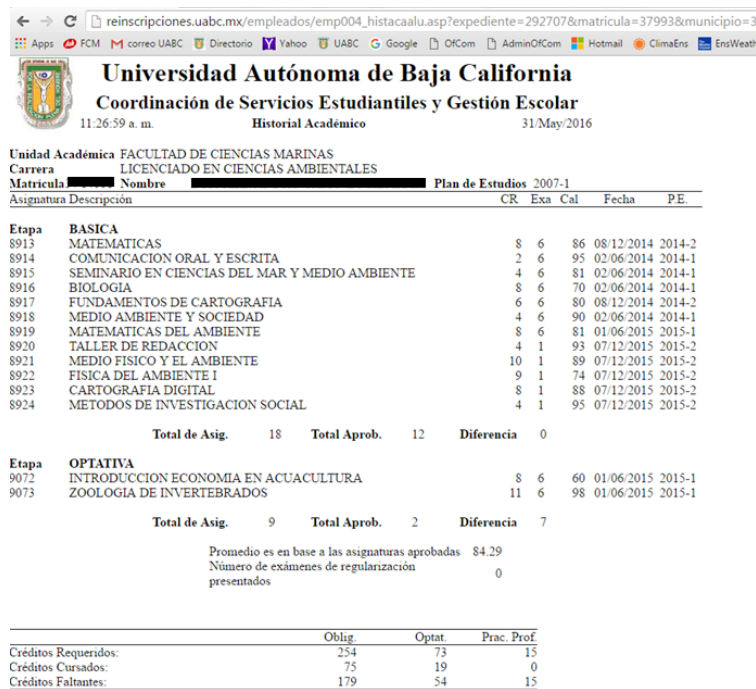 reinscripciones.uabc.mx/empleados/emp004_histacaalu.asp?expediente=292707&matricula=37993&municipio=3
Apps FCM M correo UABC Directorio Yahoo UABC G Google OfCom AdminOfCom Hotmail ClimaEns EnsWeath
Universidad Autónoma de Baja California
Coordinación de Servicios Estudiantiles y Gestión Escolar
11:26:59 a. m. Historial Académico 31/May/2016
Unidad Académica FACULTAD DE CIENCIAS MARINAS
Carrera LICENCIADO EN CIENCIAS AMBIENTALES
Matrícula Nombre Plan de Estudios 2007-1
Asignatura Descripción CR Exa Cal Fecha P.E.
Etapa BASICA
8913 MATEMATICAS 8 6 86 08/12/2014 2014-2
8914 COMUNICACION ORAL Y ESCRITA 2 6 95 02/06/2014 2014-1
8915 SEMINARIO EN CIENCIAS DEL MAR Y MEDIO AMBIENTE 4 6 81 02/06/2014 2014-1
8916 BIOLOGIA 8 6 70 02/06/2014 2014-1
8917 FUNDAMENTOS DE CARTOGRAFIA 6 6 80 08/12/2014 2014-2
8918 MEDIO AMBIENTE Y SOCIEDAD 4 6 90 02/06/2014 2014-1
8919 MATEMATICAS DEL AMBIENTE 8 6 81 01/06/2015 2015-1
8920 TALLER DE REDACCION 4 1 93 07/12/2015 2015-2
8921 MEDIO FISICO Y EL AMBIENTE 10 1 89 07/12/2015 2015-2
8922 FISICA DEL AMBIENTE I 9 1 74 07/12/2015 2015-2
8923 CARTOGRAFIA DIGITAL 8 1 88 07/12/2015 2015-2
8924 METODOS DE INVESTIGACION SOCIAL 4 1 95 07/12/2015 2015-2
Total de Asig. 18 Total Aprob. 12 Diferencia 0
Etapa OPTATIVA
9072 INTRODUCCION ECONOMIA EN ACUACULTURA 8 6 60 01/06/2015 2015-1
9073 ZOOLOGIA DE INVERTEBRADOS 11 6 98 01/06/2015 2015-1
Total de Asig. 9 Total Aprob. 2 Diferencia 7
Promedio es en base a las asignaturas aprobadas 84.29
Número de exámenes de regularización
presentados 0
Oblig. Optat. Prac. Prof.
Créditos Requeridos: 254 73 15
Créditos Cursados: 75 19 0
Créditos Faltantes: 179 54 15